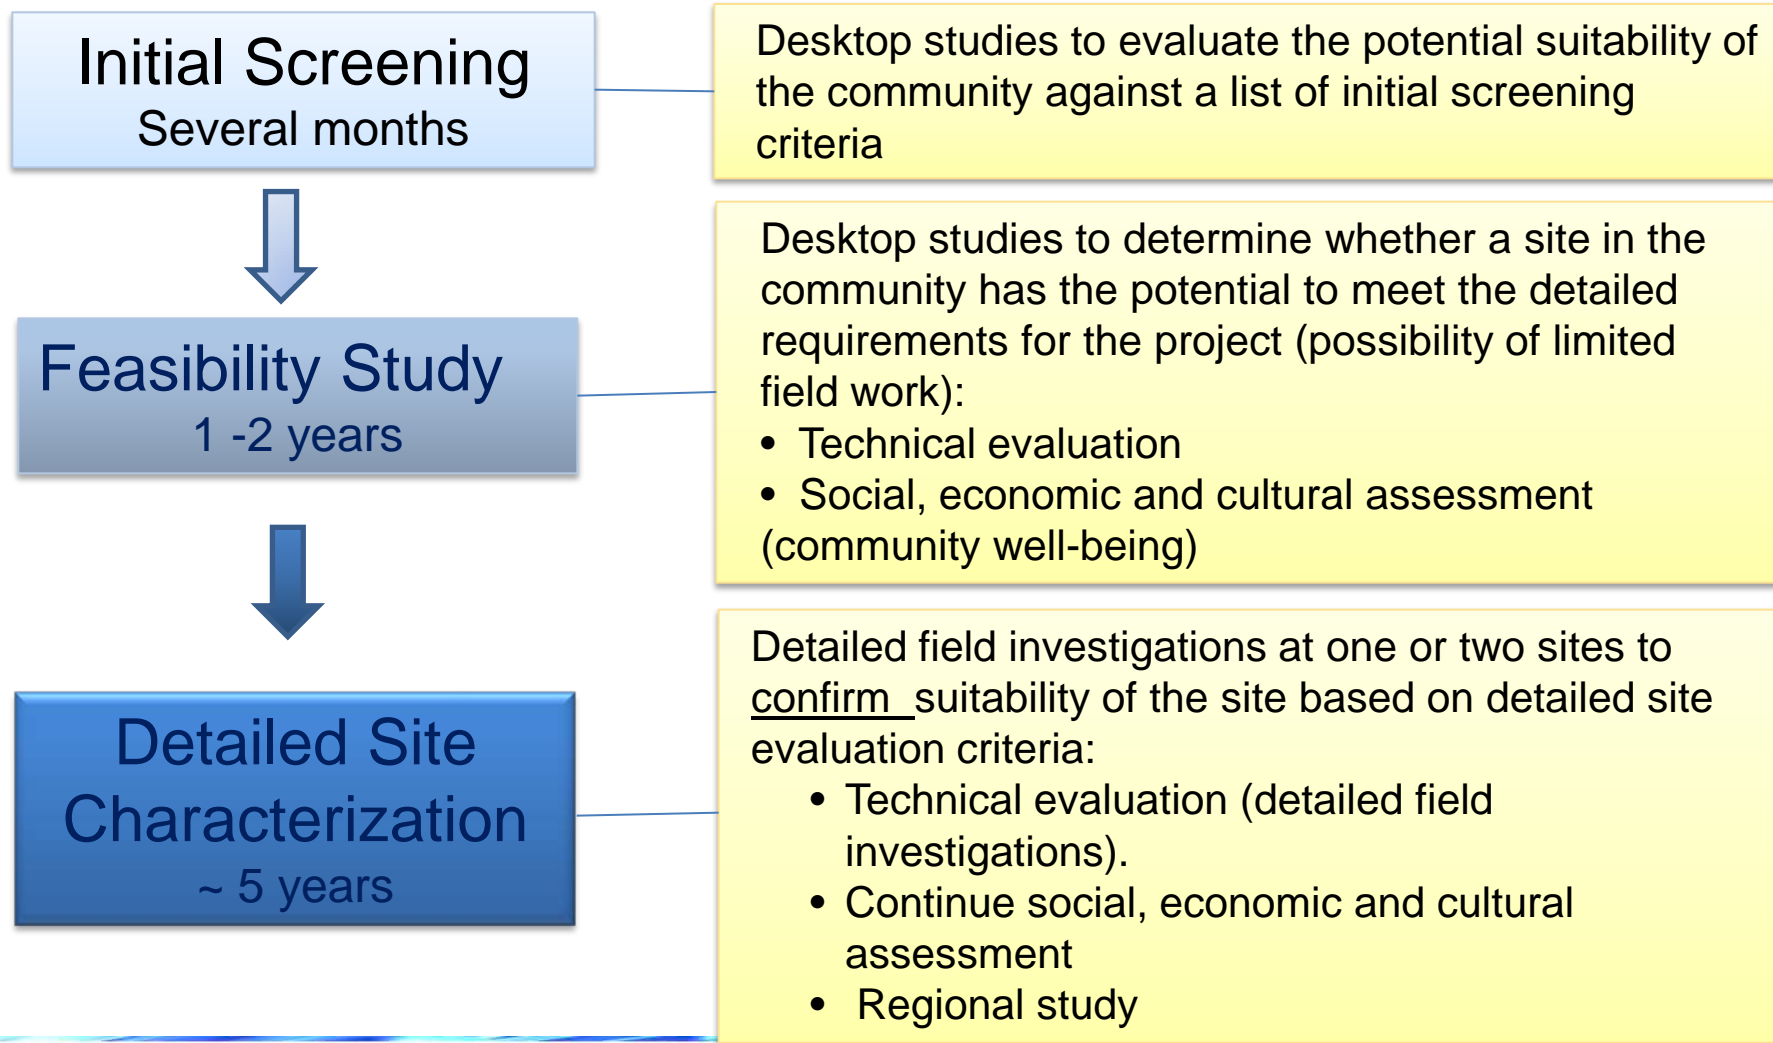 Initial Screening
Several months
Desktop studies to evaluate the potential suitability of
the community against a list of initial screening
criteria
Feasibility Study
1 -2 years
Desktop studies to determine whether a site in the
community has the potential to meet the detailed
requirements for the project (possibility of limited
field work):
• Technical evaluation
• Social, economic and cultural assessment
(community well-being)
Detailed Site
Characterization
~ 5 years
Detailed field investigations at one or two sites to
confirm suitability of the site based on detailed site
evaluation criteria:
• Technical evaluation (detailed field
investigations).
• Continue social, economic and cultural
assessment
• Regional study